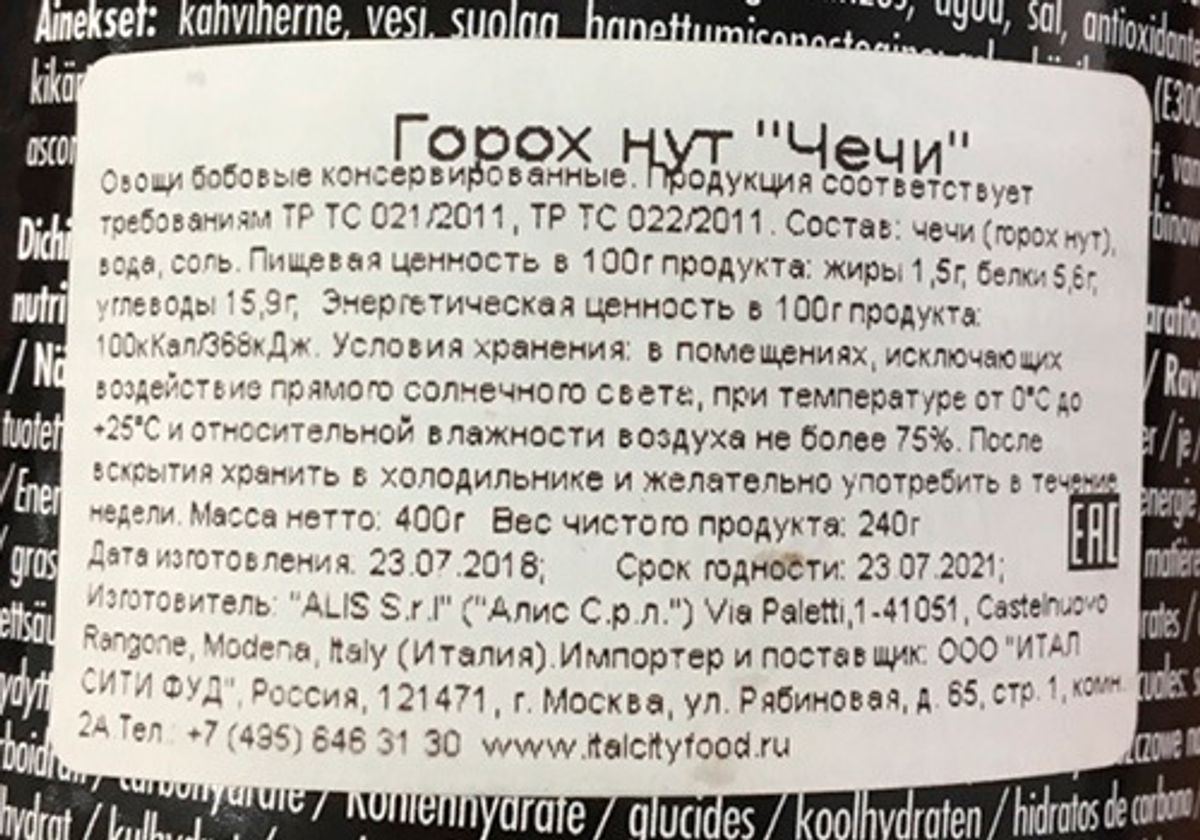 Ainekset: kahviherne, vesi, suolaa, hapettumisenestoaine: agua, sal, antioxidante
(E300
Горох нут "Чечи"
Овощи бобовые консервированные. Продукция соответствует
требованиям ТР ТС 021/2011, ТР ТС 022/2011. Состав: чечи (горох нут),
вода, соль. Пищевая ценность в 100г продукта: жиры 1,5г, белки 5,6г,
углеводы 15,9г, Энергетическая ценность в 100г продукта:
100кКал/368кДж. Условия хранения: в помещениях, исключающих
воздействие прямого солнечного света, при температуре от 0°С до
+25°С и относительной влажности воздуха не более 75%. После
вскрытия хранить в холодильнике и желательно употребить в течение
недели. Масса нетто: 400г Вес чистого продукта: 240г
EAC
Дата изготовления: 23.07.2018; Срок годности: 23.07.2021;
Изготовитель: "ALIS S.r.l" ("Алис С.р.л.") Via Paletti,1-41051, Castelnuovo
Rangone, Modena, Italy (Италия).Импортер и поставщик: ООО "ИТАЛ
СИТИ ФУД", Россия, 121471, г. Москва, ул. Рябиновая, д. 65, стр. 1, комн.
2А.Тел.: +7 (495) 646 31 30 www.italcityfood.ru
carbohydrate / Kohlenhydrate / glucides / koolhydraten / hidratos de carbono